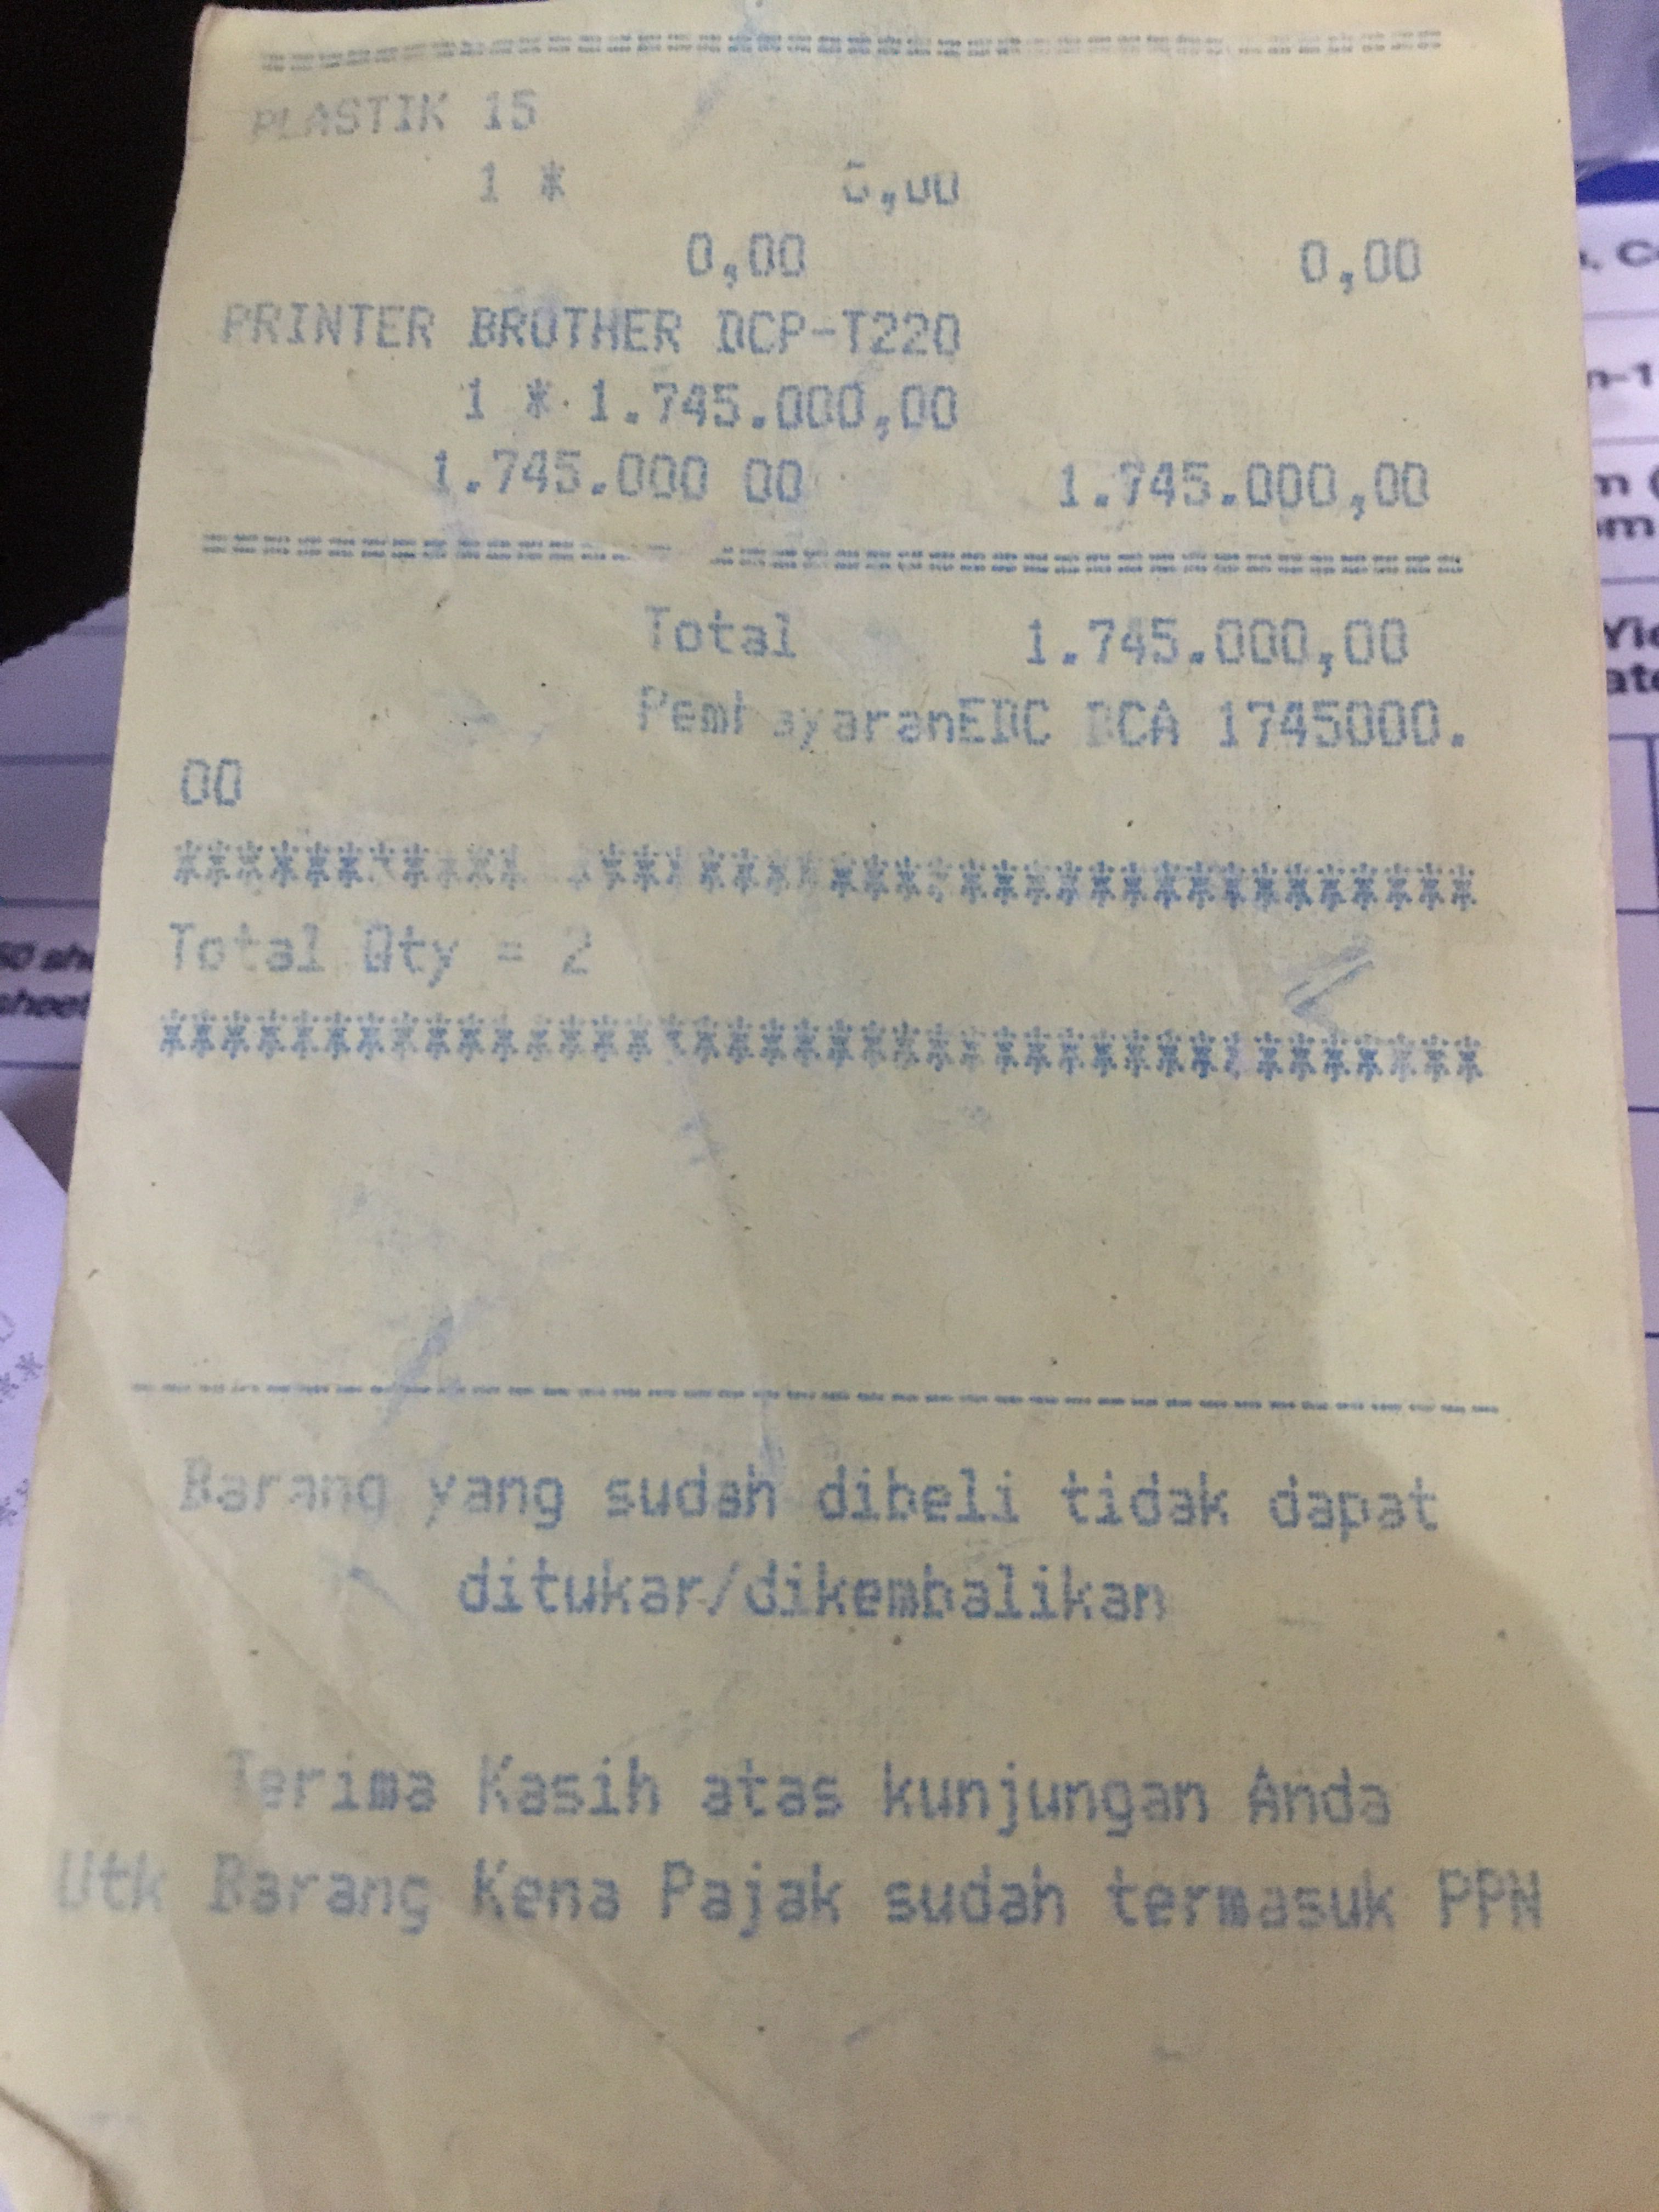 ================================
PLASTIK 15
1 * 0,00
0,00 0,00
PRINTER BROTHER DCP-T220
1 * 1.745.000,00
1.745.000 00 1.745.000,00
================================
Total 1.745.000,00
PembayaranEDC BCA 1745000.
00
***************************************
Total Qty = 2
***************************************
----------------------------------------
Barang yang sudah dibeli tidak dapat
ditukar/dikembalikan
Terima Kasih atas kunjungan Anda
Utk Barang Kena Pajak sudah termasuk PPN